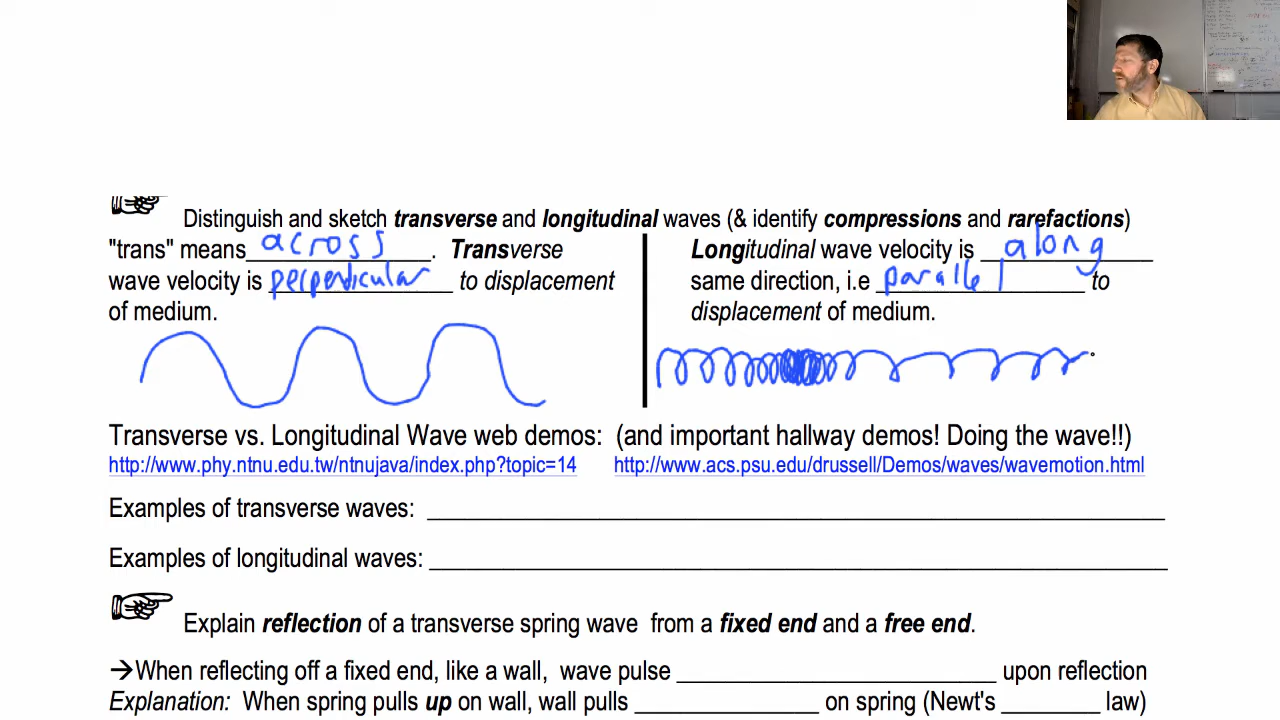 Distinguish and sketch transverse and longitudinal waves (& identify compressions and rarefactions)
"trans" means across. Transverse
wave velocity is perpendicular to displacement
of medium.
Longitudinal wave velocity is along
same direction, i.e parallel to
displacement of medium.
Transverse vs. Longitudinal Wave web demos: (and important hallway demos! Doing the wave!!)
http://www.phy.ntnu.edu.tw/ntnujava/index.php?topic=14 http://www.acs.psu.edu/drussell/Demos/waves/wavemotion.html
Examples of transverse waves: ____
Examples of longitudinal waves: ____
Explain reflection of a transverse spring wave from a fixed end and a free end.
→When reflecting off a fixed end, like a wall, wave pulse ____ upon reflection
Explanation: When spring pulls up on wall, wall pulls ____ on spring (Newt's ____ law)